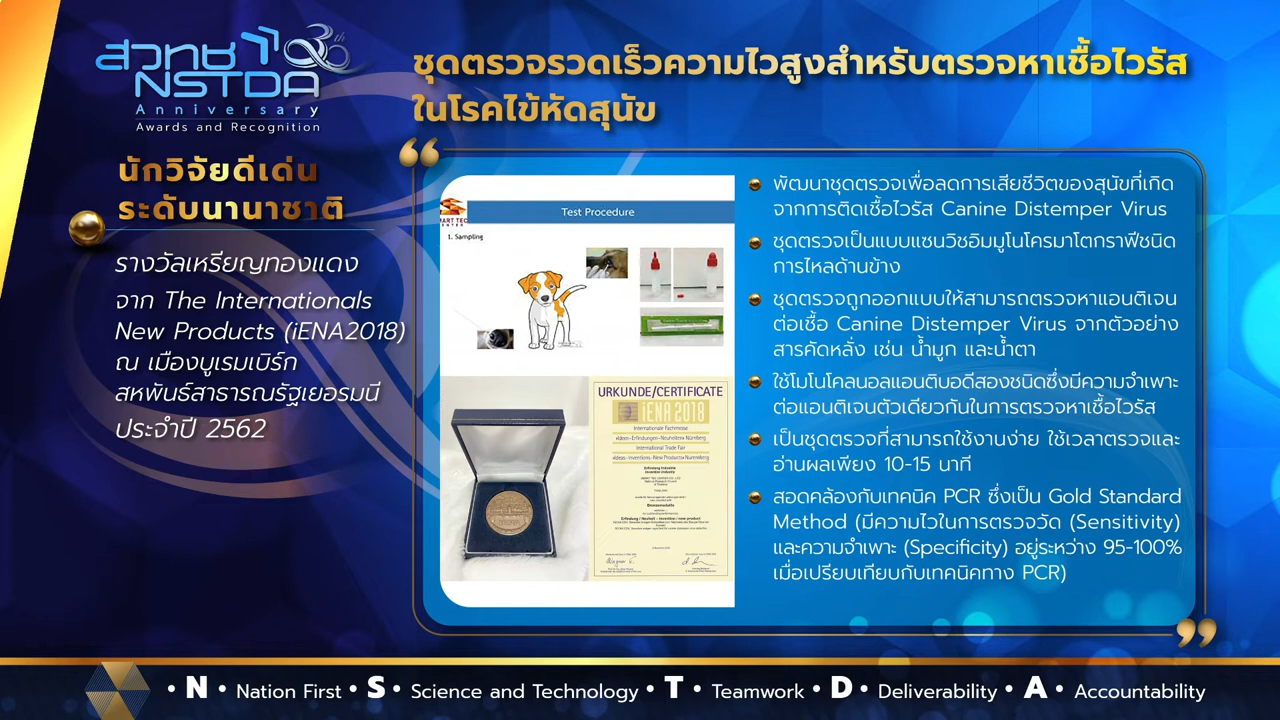 สวทช
NSTDA
30th
Anniversary
Awards and Recognition
ชุดตรวจรวดเร็วความไวสูงสำหรับตรวจหาเชื้อไวรัส
ในโรคไข้หัดสุนัข
นักวิจัยดีเด่น
ระดับนานาชาติ
รางวัลเหรียญทองแดง
จาก The Internationals
New Products (iENA2018)
ณ เมืองนูเรมเบิร์ก
สหพันธ์สาธารณรัฐเยอรมนี
ประจำปี 2562
Test Procedure
1. Sampling
URKUNDE/CERTIFICATE
IENA 2018
Internationale Fachmesse
»Ideen-Erfindungen-Neuheiten« Nürnberg
International Trade Fair
»Ideas-Inventions-New Products« Nuremberg
พัฒนาชุดตรวจเพื่อลดการเสียชีวิตของสุนัขที่เกิด
จากการติดเชื้อไวรัส Canine Distemper Virus
ชุดตรวจเป็นแบบแซนวิชอิมมูโนโครมาโตกราฟีชนิด
การไหลด้านข้าง
ชุดตรวจถูกออกแบบให้สามารถตรวจหาแอนติเจน
ต่อเชื้อ Canine Distemper Virus จากตัวอย่าง
สารคัดหลั่ง เช่น น้ำมูก และน้ำตา
ใช้โมโนโคลนอลแอนติบอดีสองชนิดซึ่งมีความจำเพาะ
ต่อแอนติเจนตัวเดียวกันในการตรวจหาเชื้อไวรัส
เป็นชุดตรวจที่สามารถใช้งานง่าย ใช้เวลาตรวจและ
อ่านผลเพียง 10-15 นาที
สอดคล้องกับเทคนิค PCR ซึ่งเป็น Gold Standard
Method (มีความไวในการตรวจวัด (Sensitivity)
และความจำเพาะ (Specificity) อยู่ระหว่าง 95-100%
เมื่อเปรียบเทียบกับเทคนิคทาง PCR)
• N • Nation First • S • Science and Technology • T • Teamwork • D • Deliverability • A • Accountability